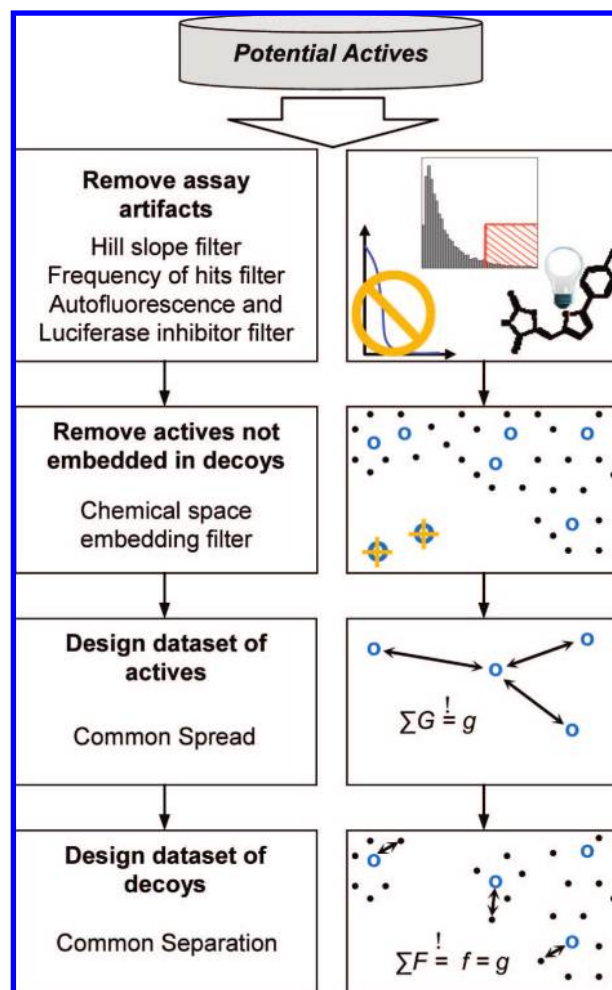 Potential Actives
Remove assay
artifacts
Hill slope filter
Frequency of hits filter
Autofluorescence and
Luciferase inhibitor filter
Remove actives not
embedded in decoys
Chemical space
embedding filter
Design dataset of
actives
Common Spread
!
∑G = g
Design dataset of
decoys
Common Separation
!
∑F = f = g